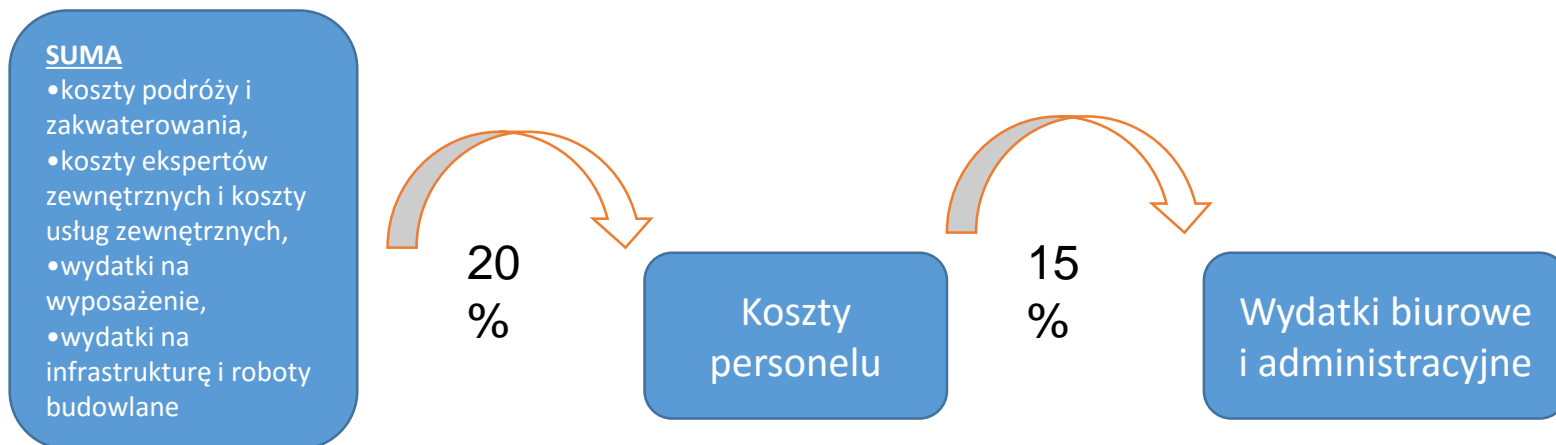 SUMA
•koszty podróży i
zakwaterowania,
•koszty ekspertów
zewnętrznych i koszty
usług zewnętrznych,
•wydatki na
wyposażenie,
•wydatki na
infrastrukturę i roboty
budowlane
20
%
Koszty
personelu
15
%
Wydatki biurowe
i administracyjne